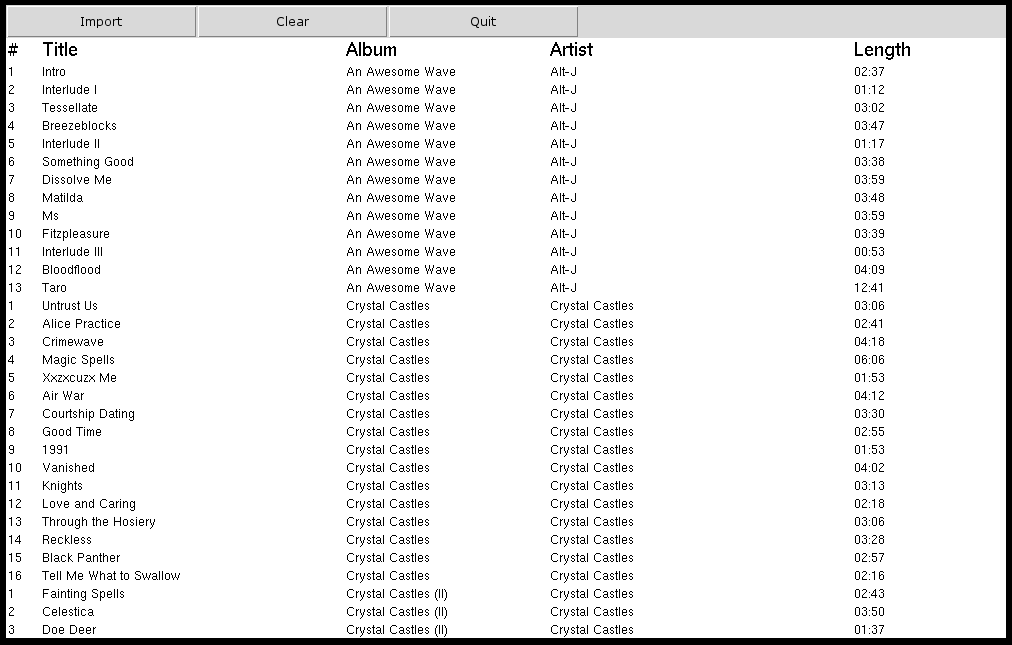 Import Clear Quit
# Title Album Artist Length
1 Intro An Awesome Wave Alt-J 02:37
2 Interlude I An Awesome Wave Alt-J 01:12
3 Tessellate An Awesome Wave Alt-J 03:02
4 Breezeblocks An Awesome Wave Alt-J 03:47
5 Interlude II An Awesome Wave Alt-J 01:17
6 Something Good An Awesome Wave Alt-J 03:38
7 Dissolve Me An Awesome Wave Alt-J 03:59
8 Matilda An Awesome Wave Alt-J 03:48
9 Ms An Awesome Wave Alt-J 03:59
10 Fitzpleasure An Awesome Wave Alt-J 03:39
11 Interlude III An Awesome Wave Alt-J 00:53
12 Bloodflood An Awesome Wave Alt-J 04:09
13 Taro An Awesome Wave Alt-J 12:41
1 Untrust Us Crystal Castles Crystal Castles 03:06
2 Alice Practice Crystal Castles Crystal Castles 02:41
3 Crimewave Crystal Castles Crystal Castles 04:18
4 Magic Spells Crystal Castles Crystal Castles 06:06
5 Xxzxcuzx Me Crystal Castles Crystal Castles 01:53
6 Air War Crystal Castles Crystal Castles 04:12
7 Courtship Dating Crystal Castles Crystal Castles 03:30
8 Good Time Crystal Castles Crystal Castles 02:55
9 1991 Crystal Castles Crystal Castles 01:53
10 Vanished Crystal Castles Crystal Castles 04:02
11 Knights Crystal Castles Crystal Castles 03:13
12 Love and Caring Crystal Castles Crystal Castles 02:18
13 Through the Hosiery Crystal Castles Crystal Castles 03:06
14 Reckless Crystal Castles Crystal Castles 03:28
15 Black Panther Crystal Castles Crystal Castles 02:57
16 Tell Me What to Swallow Crystal Castles Crystal Castles 02:16
1 Fainting Spells Crystal Castles (II) Crystal Castles 02:43
2 Celestica Crystal Castles (II) Crystal Castles 03:50
3 Doe Deer Crystal Castles (II) Crystal Castles 01:37